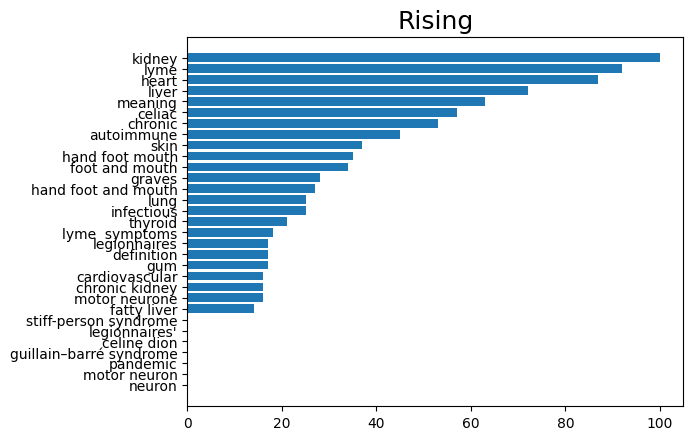 Rising
kidney
lyme
heart
liver
meaning
celiac
chronic
autoimmune
skin
hand foot mouth
foot and mouth
graves
hand foot and mouth
lung
infectious
thyroid
lyme  symptoms
legionnaires
definition
gum
cardiovascular
chronic kidney
motor neurone
fatty liver
stiff-person syndrome
legionnaires'
celine dion
guillain–barré syndrome
pandemic
motor neuron
neuron
0 20 40 60 80 100